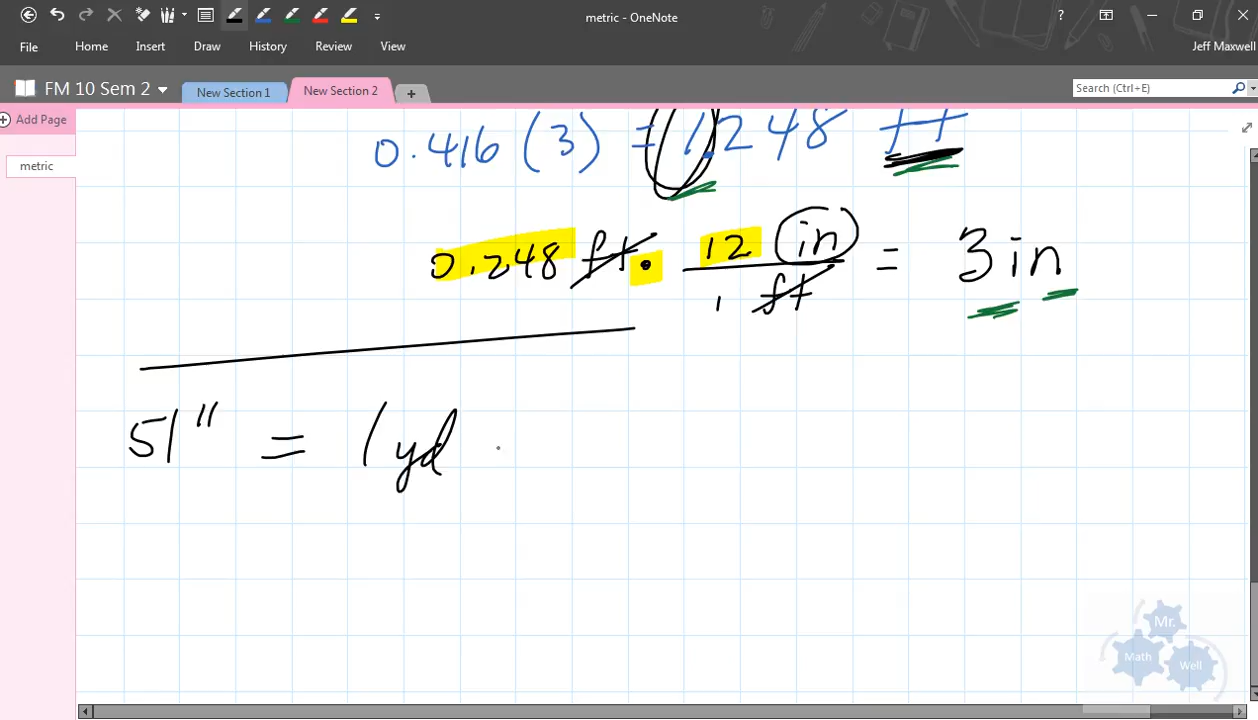 metric - OneNote
?
File
Home
Insert
Draw
History
Review
View
Jeff Maxwell
FM 10 Sem 2
New Section 1
New Section 2
+
Search (Ctrl+E)
Add Page
metric
0.416 (3) = 1.248 ft
0.248 ft · 12 in / 1 ft = 3 in
51" = 1 yd
Mr.
Math
Well